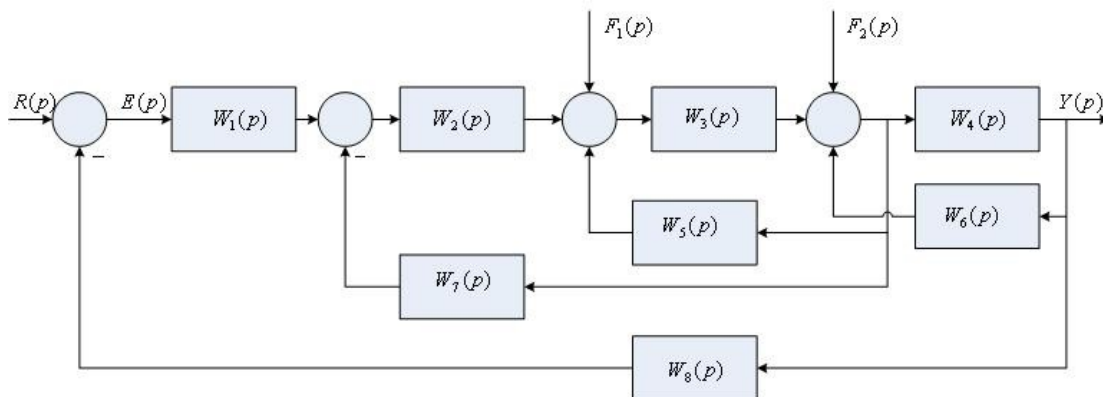 F₁(p)
F₂(p)
R(p)
E(p)
W₁(p)
W₂(p)
W₃(p)
W₄(p)
Y(p)
–
–
W₆(p)
W₅(p)
W₇(p)
W₈(p)